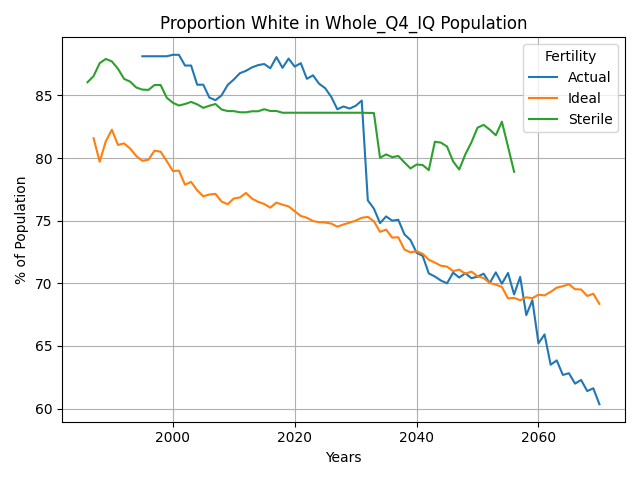 Proportion White in Whole_Q4_IQ Population
% of Population
85
80
75
70
65
60
2000
2020
2040
2060
Years
Fertility
Actual
Ideal
Sterile